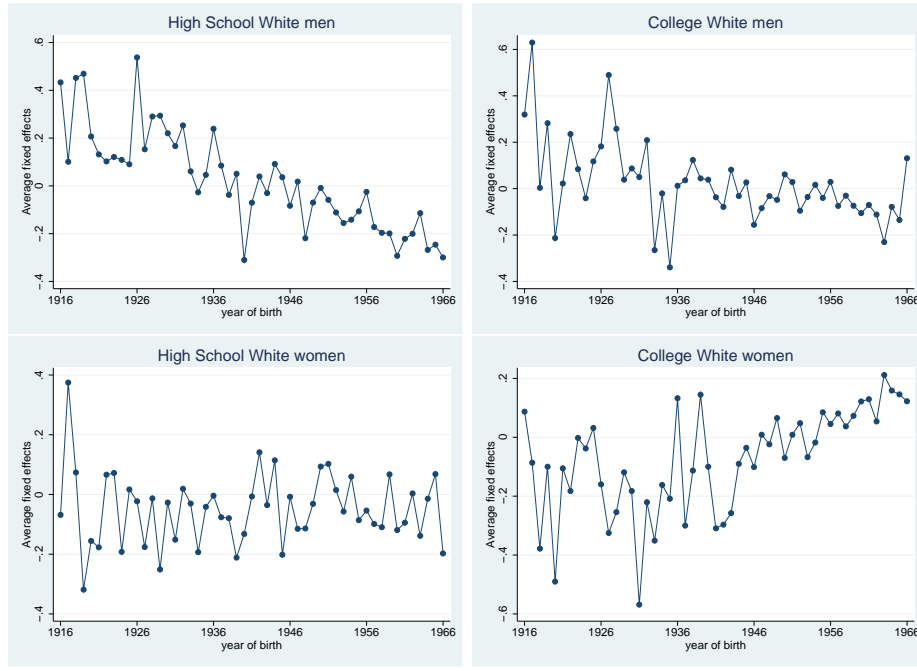 High School White men
Average fixed effects
.6
.4
.2
0
-.2
-.4
1916 1926 1936 1946 1956 1966
year of birth
College White men
Average fixed effects
.6
.4
.2
0
-.2
-.4
1916 1926 1936 1946 1956 1966
year of birth
High School White women
Average fixed effects
.4
.2
0
-.2
-.4
1916 1926 1936 1946 1956 1966
year of birth
College White women
Average fixed effects
.2
0
-.2
-.4
-.6
1916 1926 1936 1946 1956 1966
year of birth